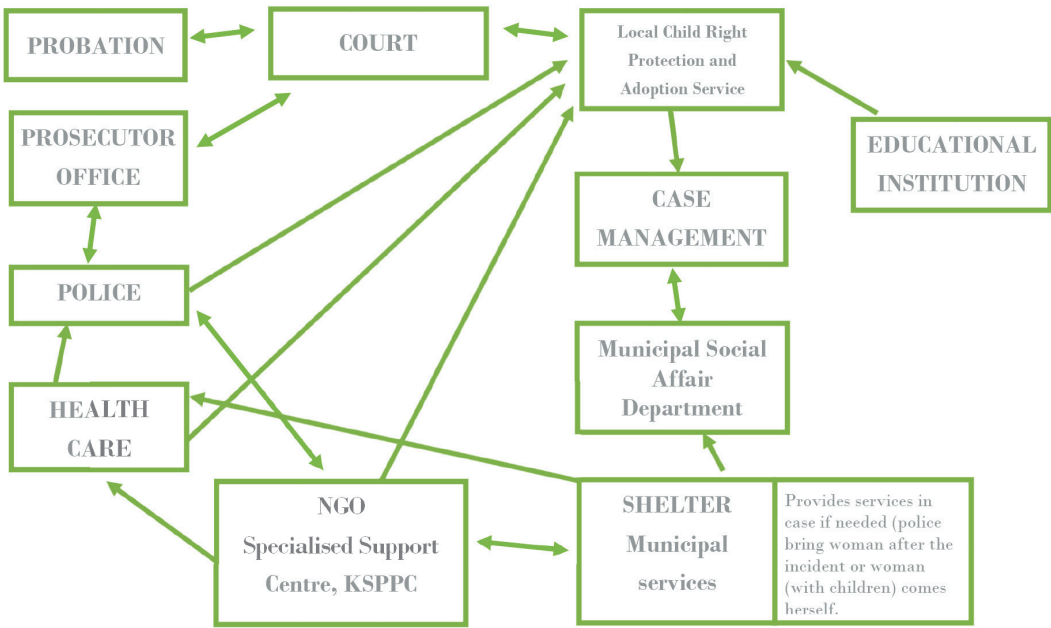 PROBATION
COURT
Local Child Right
Protection and
Adoption Service
PROSECUTOR
OFFICE
EDUCATIONAL
INSTITUTION
CASE
MANAGEMENT
POLICE
Municipal Social
Affair
Department
HEALTH
CARE
NGO
Specialised Support
Centre, KSPPC
SHELTER
Municipal
services
Provides services in
case if needed (police
bring woman after the
incident or woman
(with children) comes
herself.